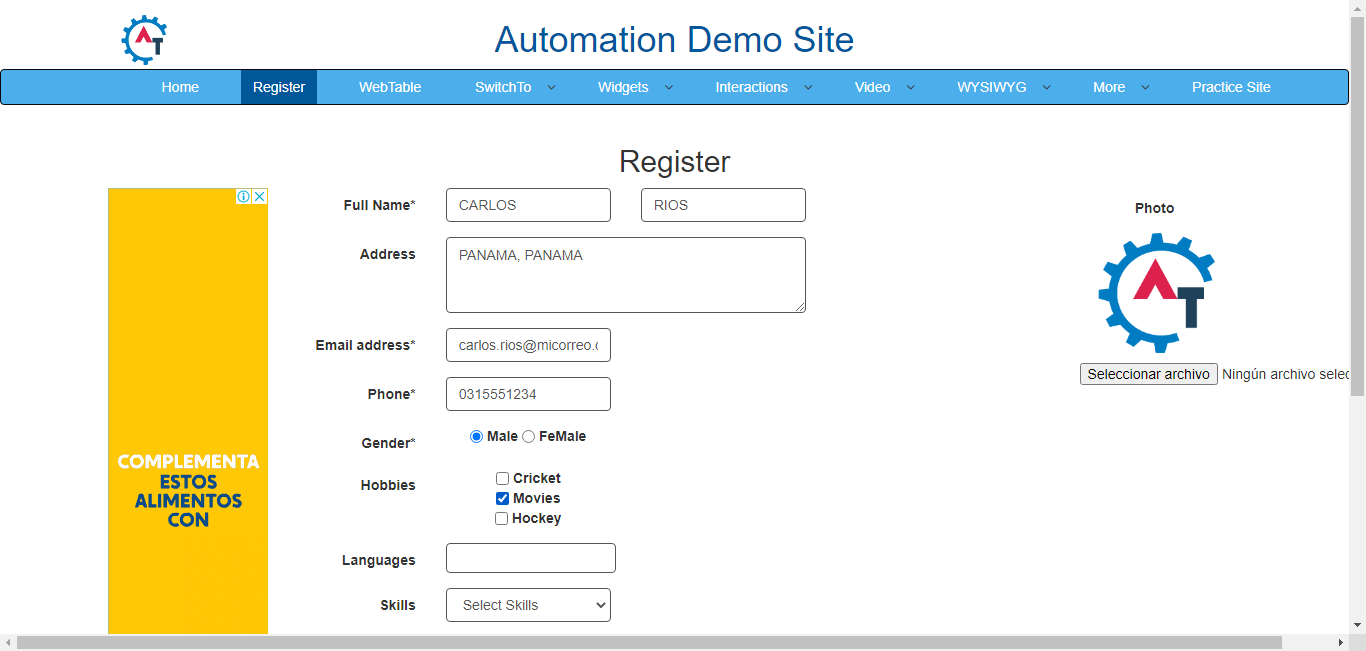 AT
Automation Demo Site
Home Register WebTable SwitchTo Widgets Interactions Video WYSIWYG More Practice Site
Register
Full Name* CARLOS RIOS
Photo
Address PANAMA, PANAMA
AT
Email address* carlos.rios@micorreo.
Seleccionar archivo Ningún archivo selec
Phone* 0315551234
Gender* Male FeMale
Hobbies Cricket
Movies
Hockey
COMPLEMENTA
ESTOS
ALIMENTOS
CON
Languages
Skills Select Skills